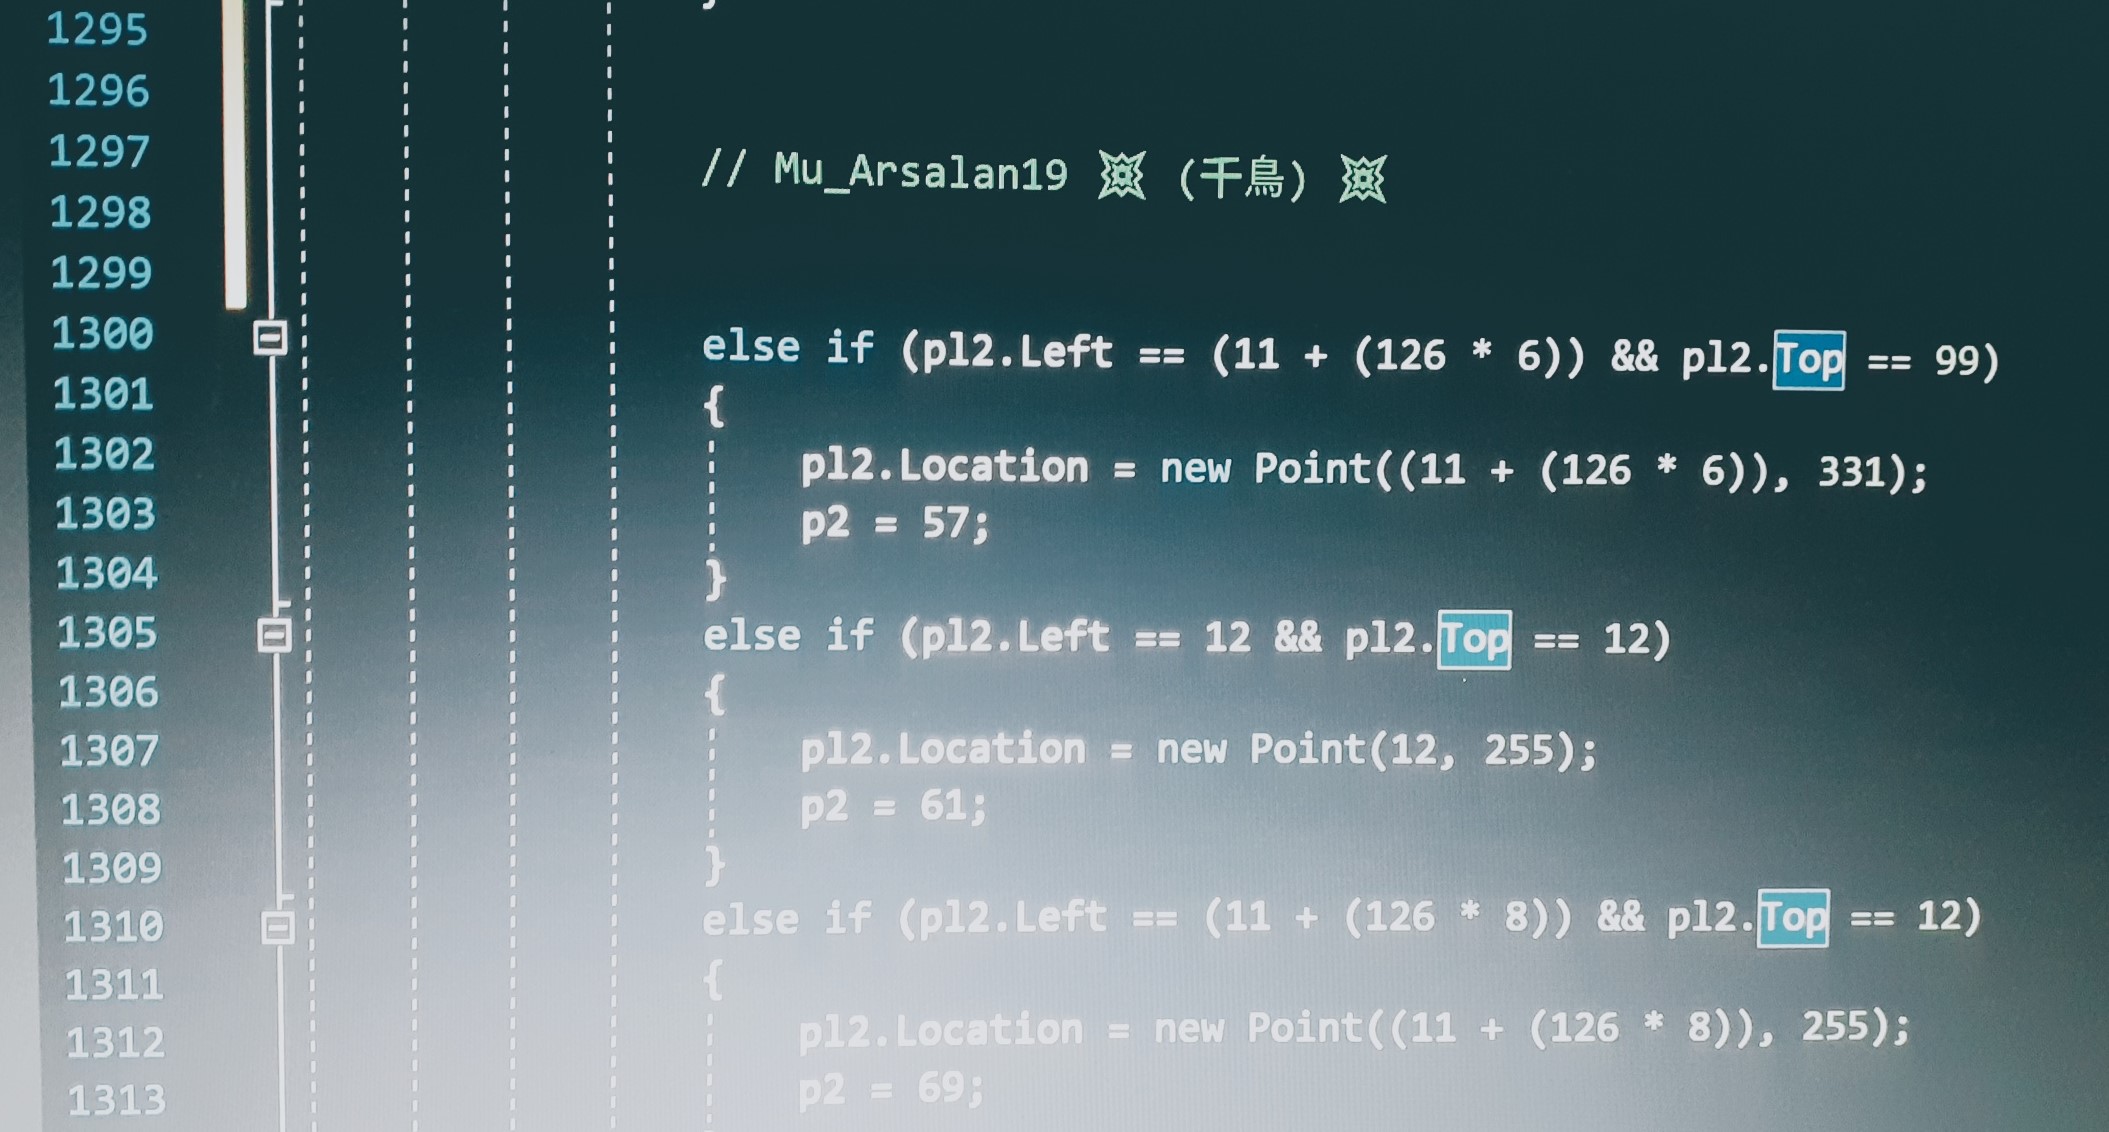 1295
1296
1297 // Mu_Arsalan19 (千鳥)
1298
1299
1300 else if (pl2.Left == (11 + (126 * 6)) && pl2.Top == 99)
1301 {
1302 pl2.Location = new Point((11 + (126 * 6)), 331);
1303 p2 = 57;
1304 }
1305 else if (pl2.Left == 12 && pl2.Top == 12)
1306 {
1307 pl2.Location = new Point(12, 255);
1308 p2 = 61;
1309 }
1310 else if (pl2.Left == (11 + (126 * 8)) && pl2.Top == 12)
1311 {
1312 pl2.Location = new Point((11 + (126 * 8)), 255);
1313 p2 = 69;